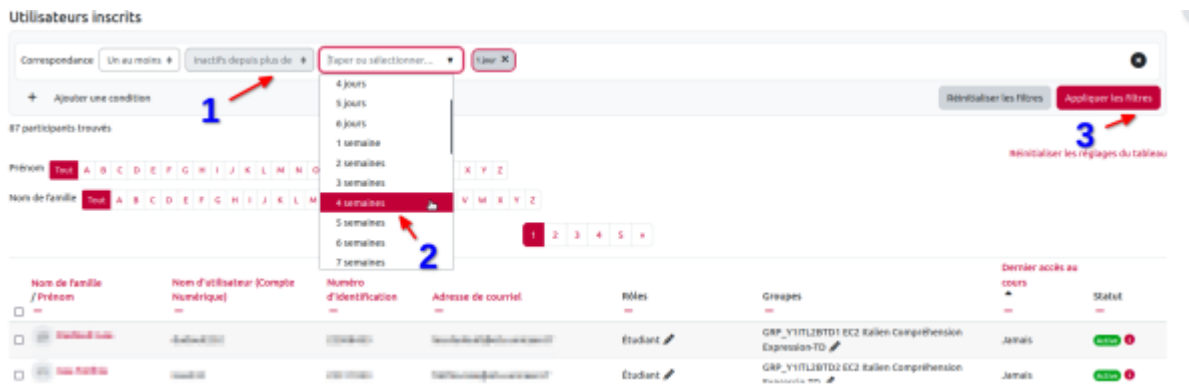 Utilisateurs inscrits
Correspondance Un au moins Inactifs depuis plus de Taper ou sélectionner... 1 jour
1
4 jours
5 jours
6 jours
1 semaine
2 semaines
3 semaines
4 semaines
5 semaines
6 semaines
7 semaines
2
+ Ajouter une condition Réinitialiser les filtres Appliquer les filtres
3
87 participants trouvés
Réinitialiser les réglages du tableau
Prénom Tout A B C D E F G H I J K L M N O X Y Z
Nom de famille Tout A B C D E F G H I J K L M V W X Y Z
1 2 3 4 5 »
Nom de famille / Prénom
Nom d'utilisateur (Compte Numérique)
Numéro d'identification
Adresse de courriel
Rôles
Groupes
Dernier accès au cours
Statut
Étudiant GRP_Y1ITL2BTD1 EC2 Italien Compréhension Expression-TD Jamais Active
Étudiant GRP_Y1ITL2BTD2 EC2 Italien Compréhension Jamais Active